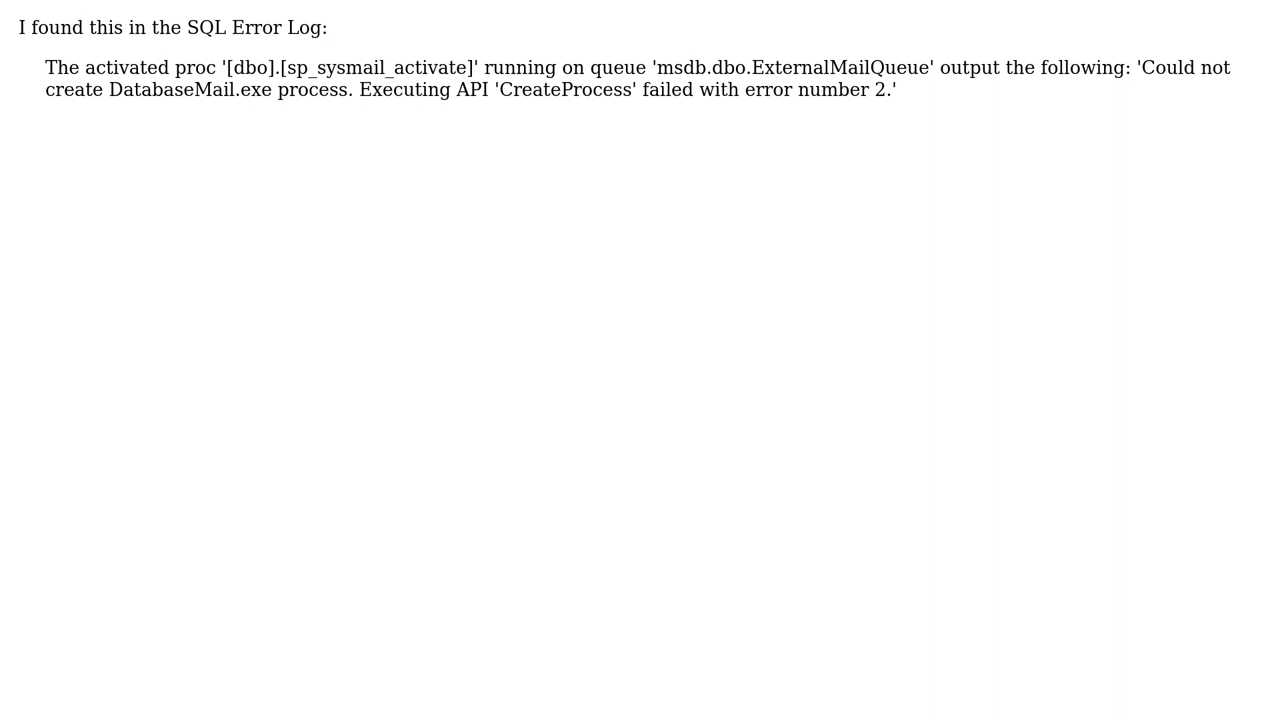 I found this in the SQL Error Log:
The activated proc '[dbo].[sp_sysmail_activate]' running on queue 'msdb.dbo.ExternalMailQueue' output the following: 'Could not
create DatabaseMail.exe process. Executing API 'CreateProcess' failed with error number 2.'